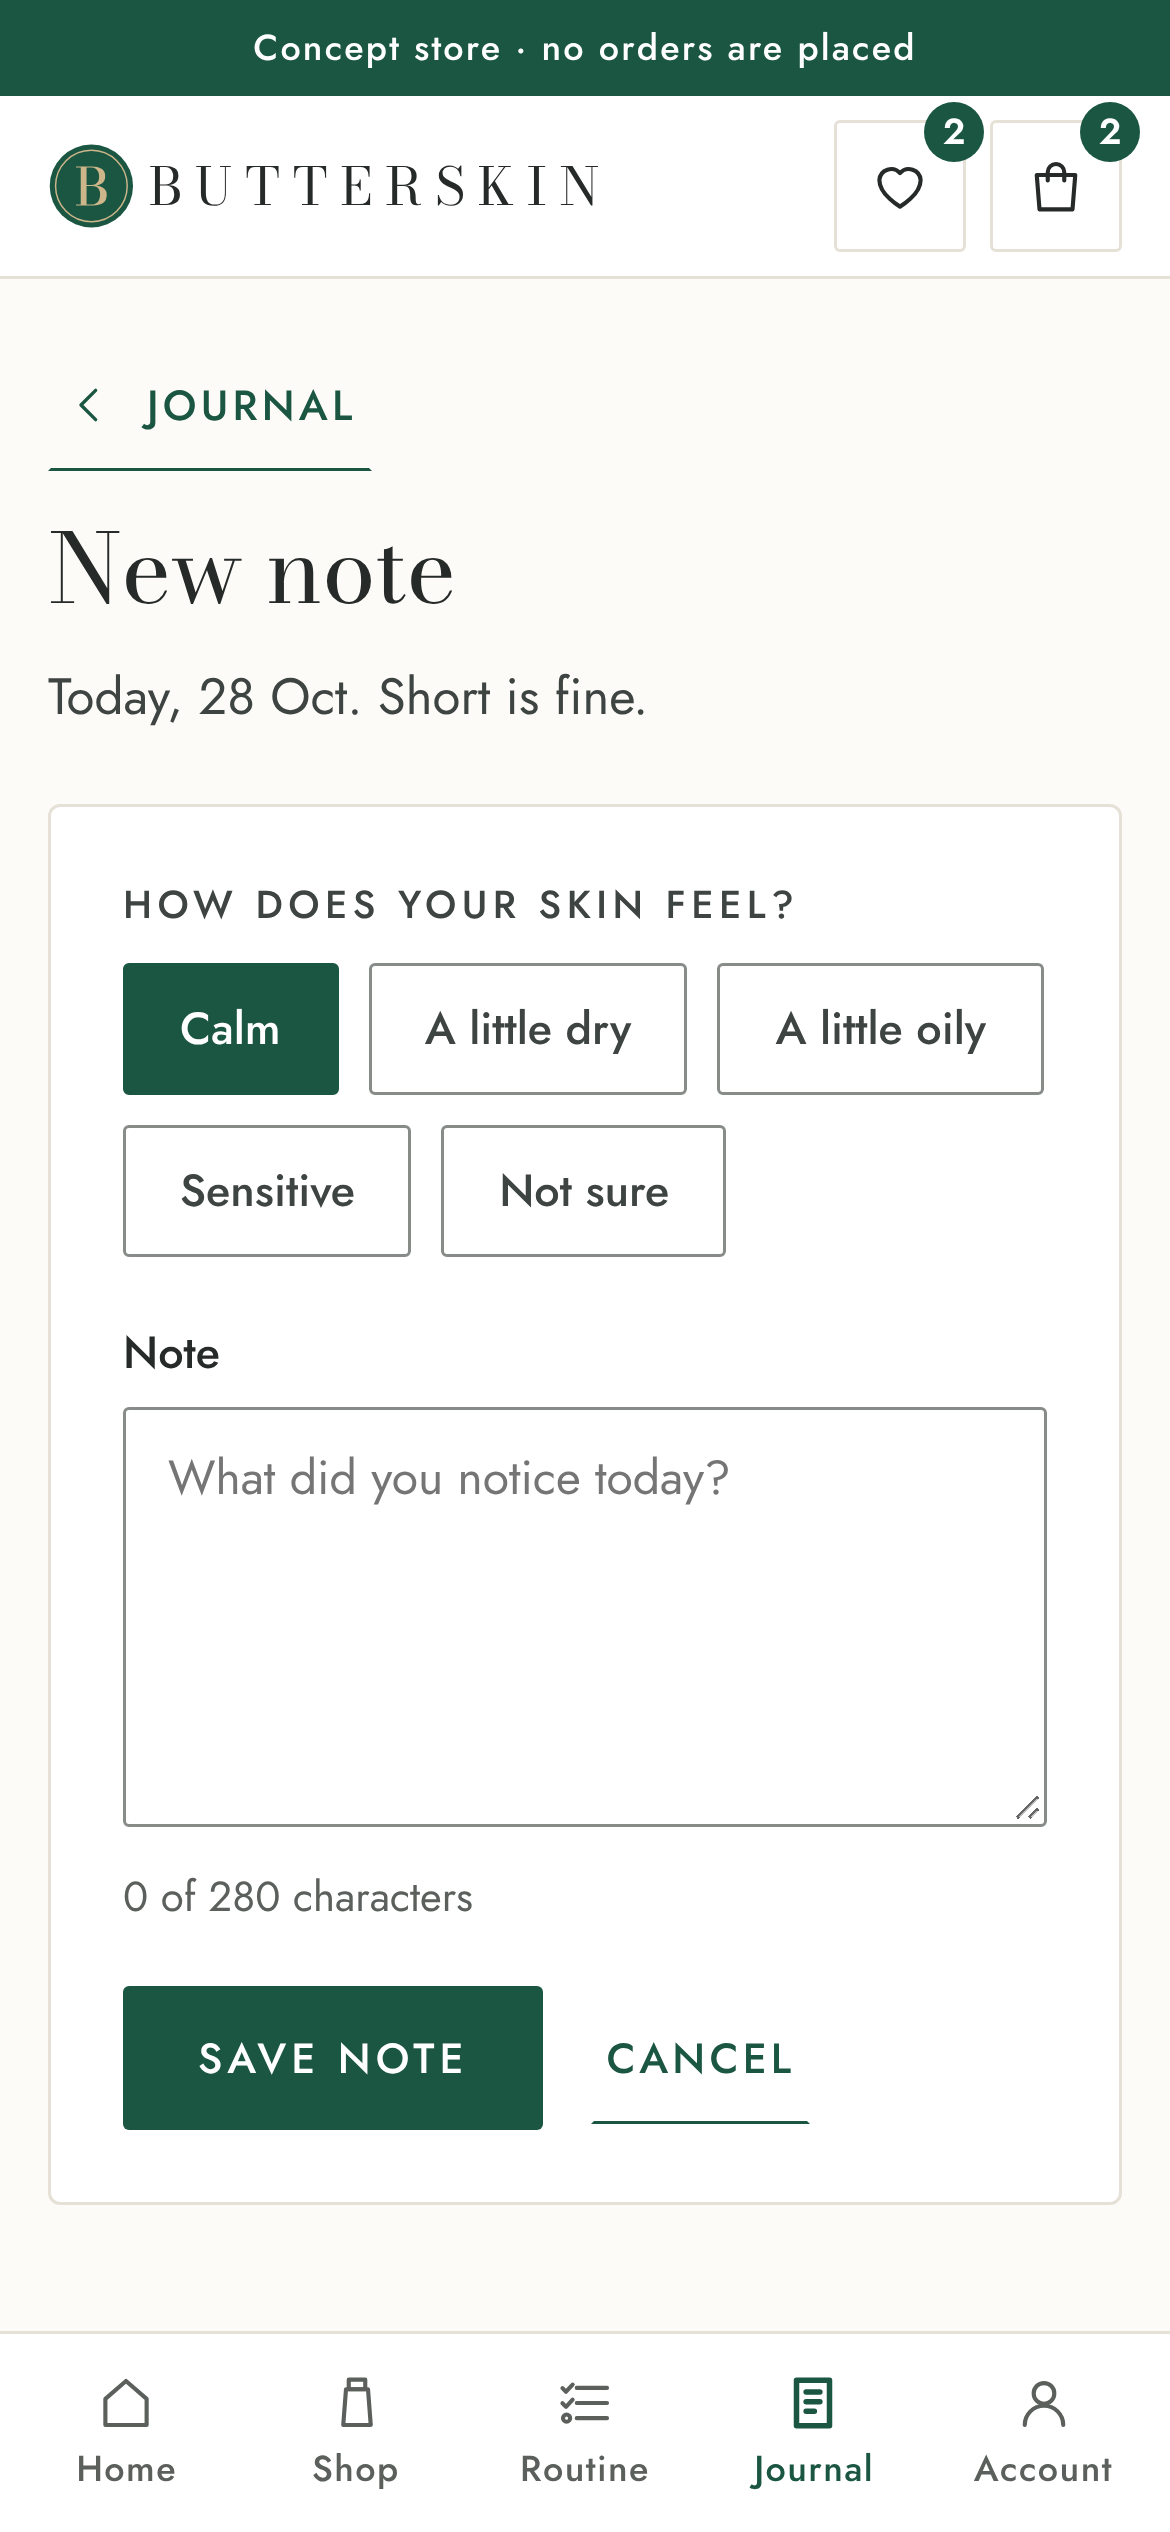 Concept store · no orders are placed
B BUTTERSKIN
2
2
JOURNAL
New note
Today, 28 Oct. Short is fine.
HOW DOES YOUR SKIN FEEL?
Calm
A little dry
A little oily
Sensitive
Not sure
Note
What did you notice today?
0 of 280 characters
SAVE NOTE
CANCEL
Home
Shop
Routine
Journal
Account